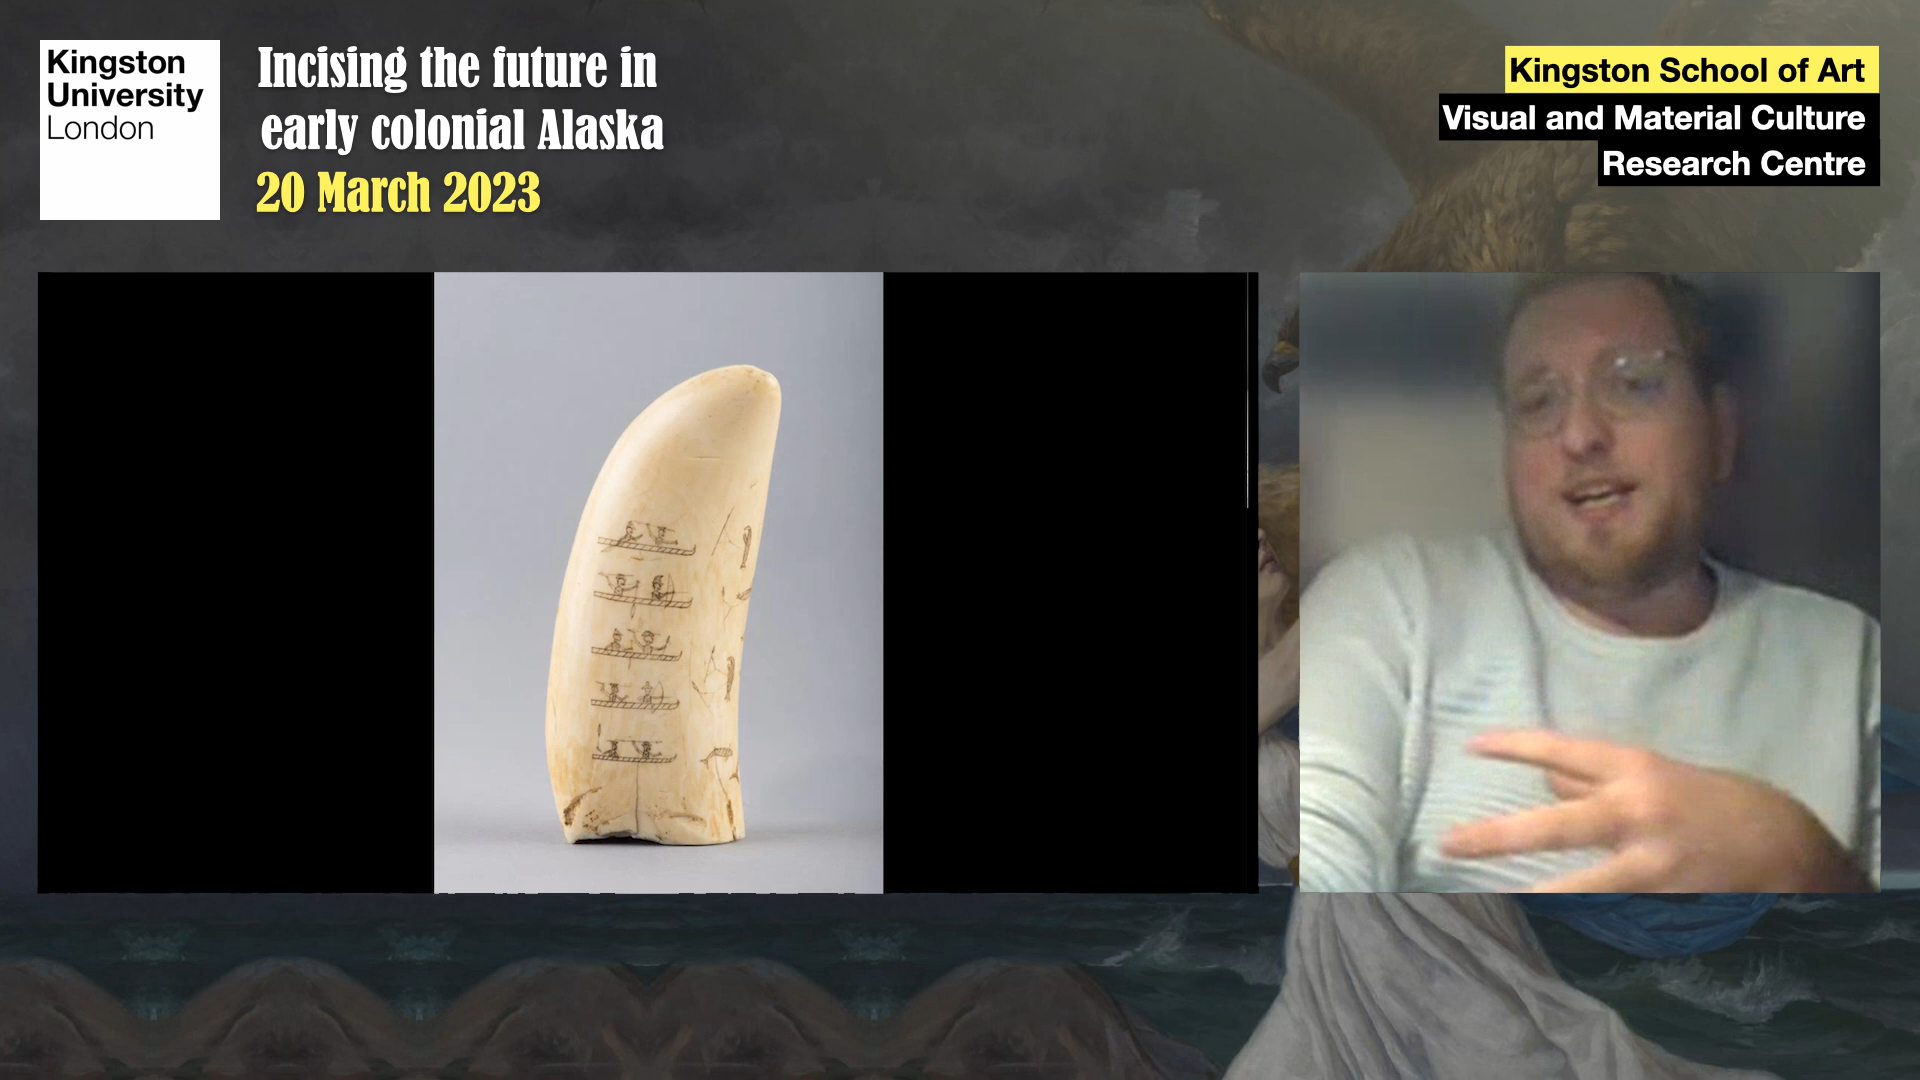 Kingston
University
London
Incising the future in
early colonial Alaska
20 March 2023
Kingston School of Art
Visual and Material Culture
Research Centre